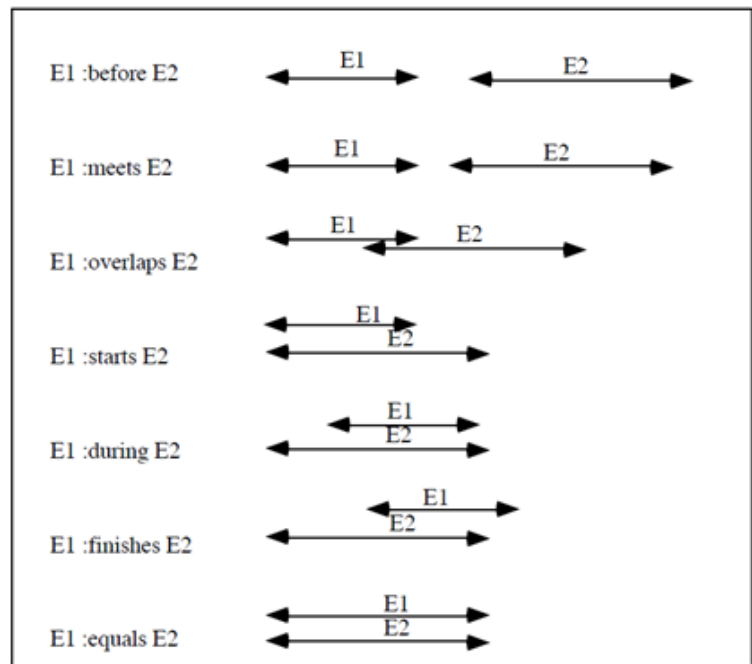 E1 :before E2 E1 E2
E1 :meets E2 E1 E2
E1 :overlaps E2 E1 E2
E1 :starts E2 E1 E2
E1 :during E2 E1 E2
E1 :finishes E2 E1 E2
E1 :equals E2 E1 E2